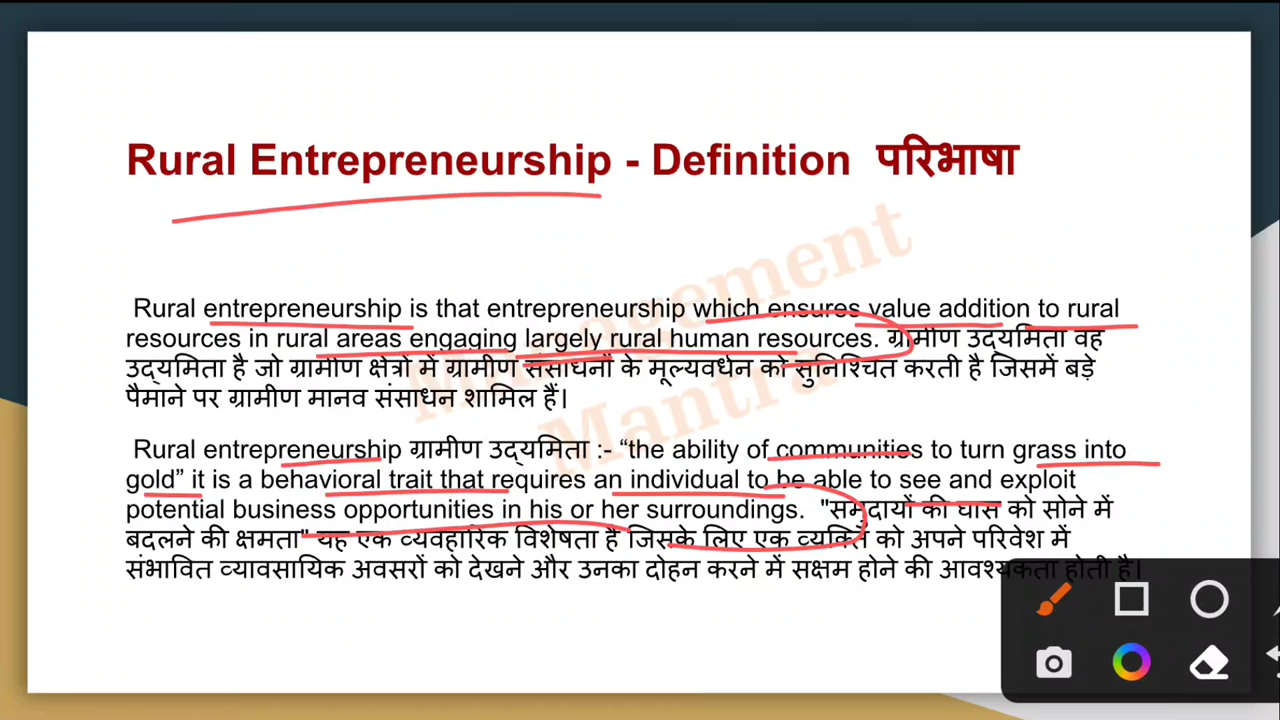 Rural Entrepreneurship - Definition परिभाषा
Rural entrepreneurship is that entrepreneurship which ensures value addition to rural
resources in rural areas engaging largely rural human resources. ग्रामीण उद्यमिता वह
उद्यमिता है जो ग्रामीण क्षेत्रों में ग्रामीण संसाधनों के मूल्यवर्धन को सुनिश्चित करती है जिसमें बड़े
पैमाने पर ग्रामीण मानव संसाधन शामिल हैं।
Rural entrepreneurship ग्रामीण उद्यमिता :- “the ability of communities to turn grass into
gold” it is a behavioral trait that requires an individual to be able to see and exploit
potential business opportunities in his or her surroundings. "समुदायों की घास को सोने में
बदलने की क्षमता" यह एक व्यवहारिक विशेषता है जिसके लिए एक व्यक्ति को अपने परिवेश में
संभावित व्यावसायिक अवसरों को देखने और उनका दोहन करने में सक्षम होने की आवश्यकता होती है।
Management
Mantra